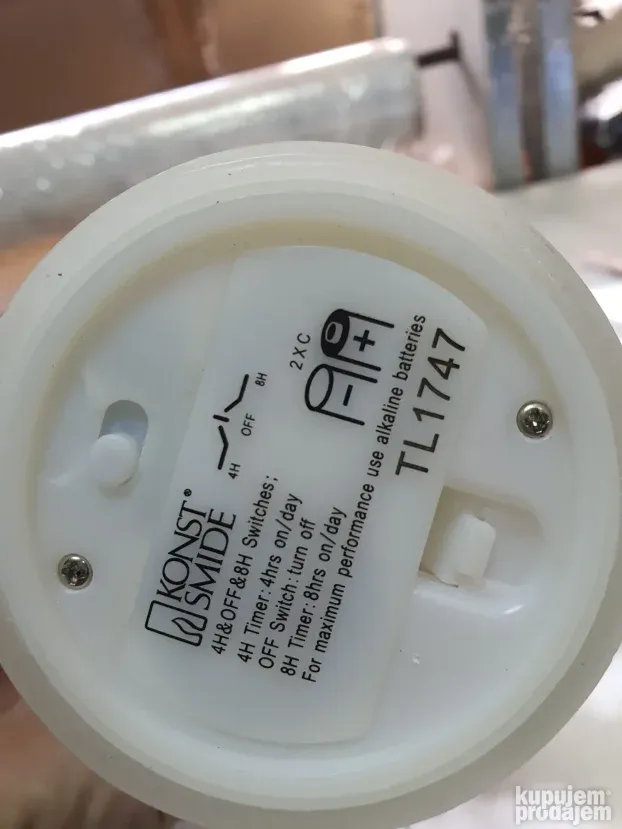 KONST
SMIDE®
4H&OFF&8H Switches;
4H Timer:4hrs on/day
OFF Switch:turn off
8H Timer:8hrs on/day
For maximum performance use alkaline batteries
4H OFF 8H
2XC
- +
TL1747
kupujem
prodajem